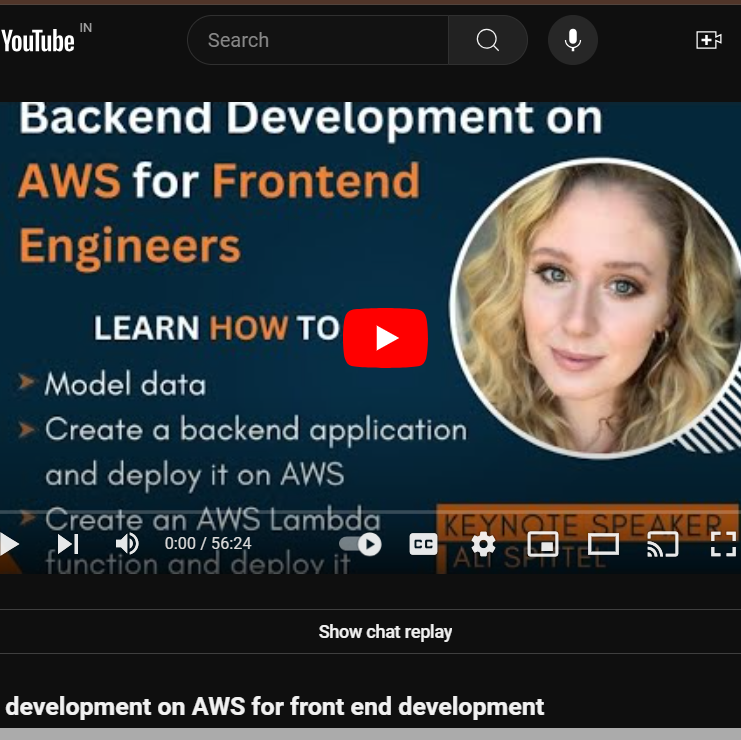 YouTube IN
Search
Backend Development on
AWS for Frontend
Engineers
LEARN HOW TO
➤ Model data
➤ Create a backend application
and deploy it on AWS
➤ Create an AWS Lambda
function and deploy it
KEYNOTE SPEAKER
ALI SPITTEL
0:00 / 56:24
CC
Show chat replay
development on AWS for front end development